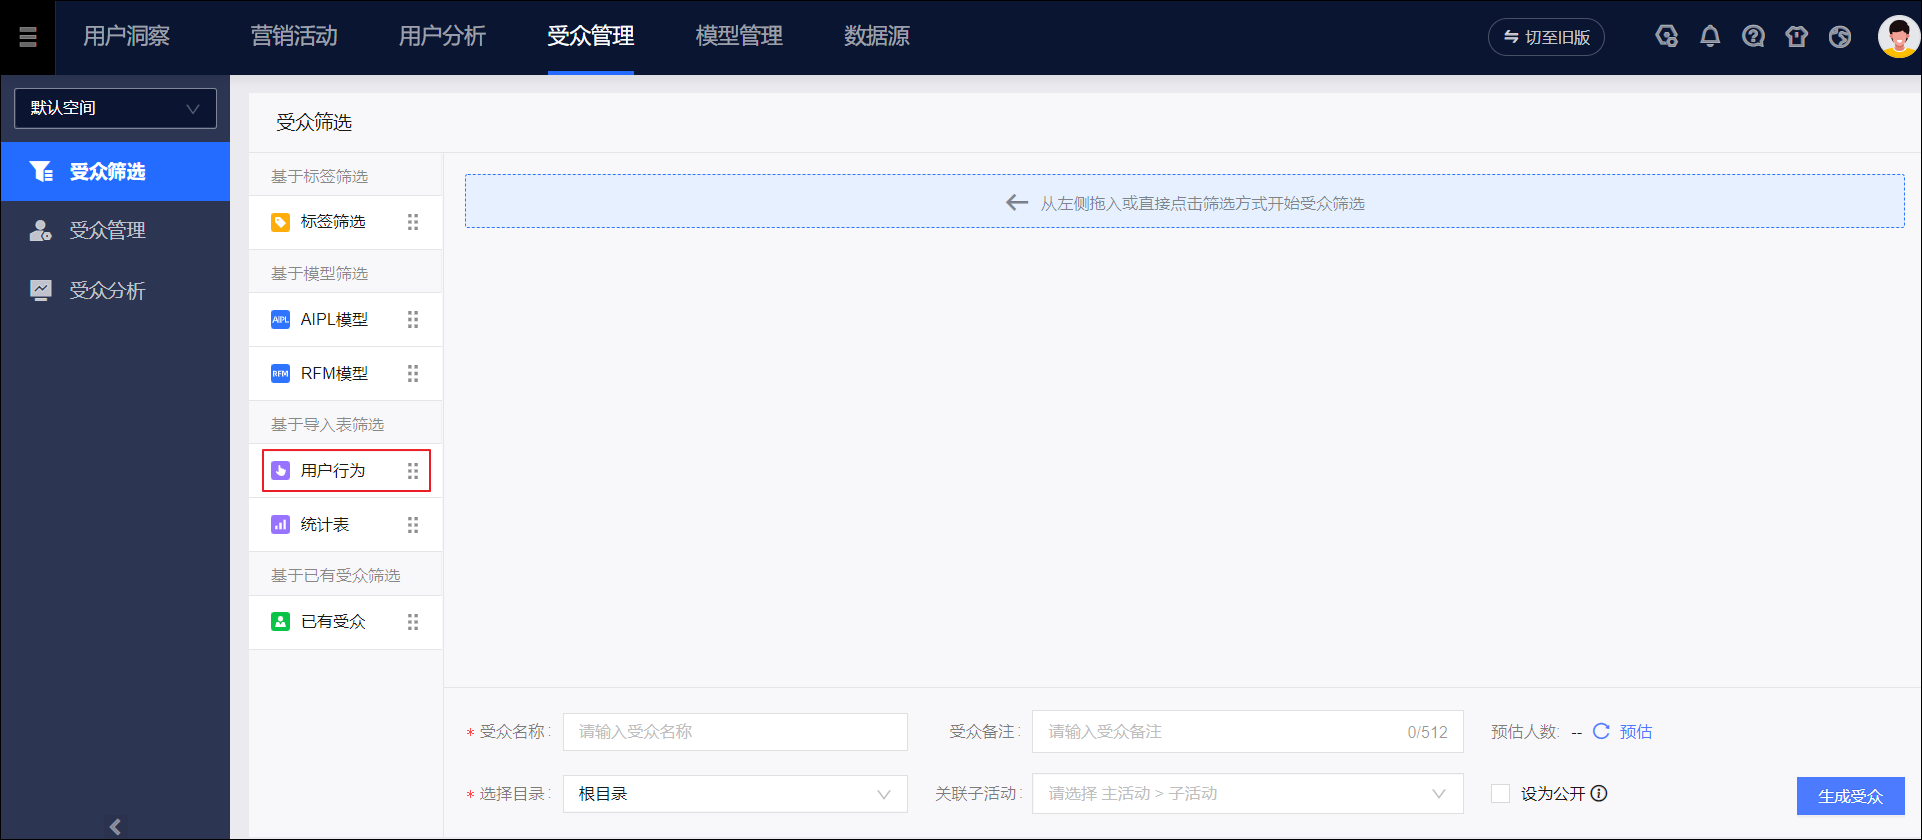 用户洞察 营销活动 用户分析 受众管理 模型管理 数据源 切至旧版
默认空间
受众筛选
受众管理
受众分析
受众筛选
基于标签筛选
标签筛选
基于模型筛选
AIPL AIPL模型
RFM RFM模型
基于导入表筛选
用户行为
统计表
基于已有受众筛选
已有受众
从左侧拖入或直接点击筛选方式开始受众筛选
* 受众名称: 请输入受众名称 受众备注: 请输入受众备注 0/512 预估人数: -- 预估
* 选择目录: 根目录 关联子活动: 请选择 主活动 > 子活动 设为公开 生成受众